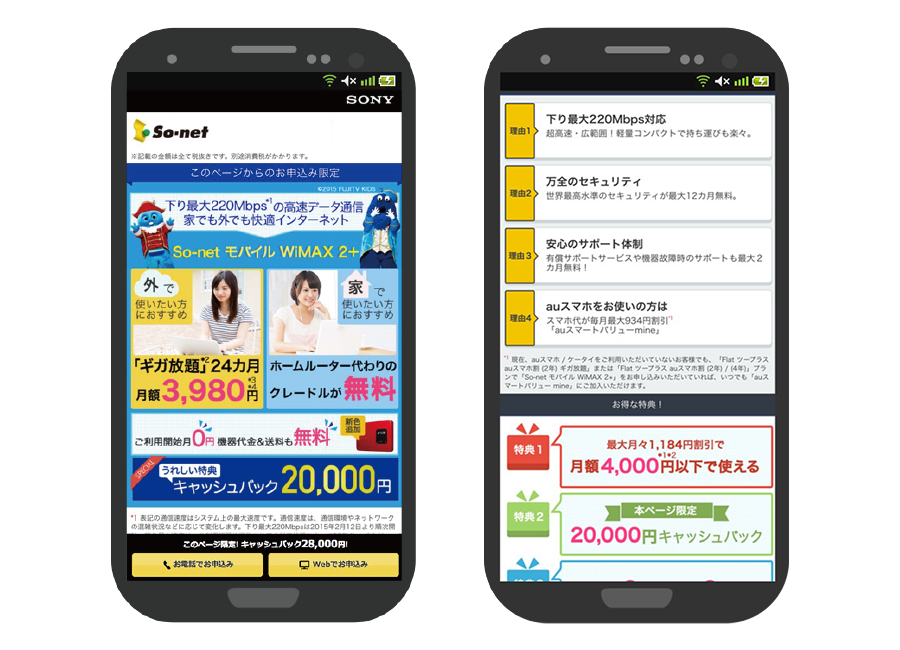 SONY
So-net
※記載の金額は全て税抜きです。別途消費税がかかります。
このページからのお申込み限定
©2015 FUJITV KIDS
下り最大220Mbps*1の高速データ通信
家でも外でも快適インターネット
So-net モバイル WiMAX 2+
外で
使いたい方
におすすめ
家で
使いたい方
におすすめ
「ギガ放題」*2 24カ月
月額3,980円*3*4
ホームルーター代わりの
クレードルが無料
ご利用開始月0円 機器代金&送料も無料
新色
追加
SPECIAL
うれしい特典
キャッシュバック 20,000円
*1 表記の通信速度はシステム上の最大速度です。通信速度は、通信環境やネットワーク
の混雑状況などに応じて変化します。下り最大220Mbpsは2015年2月12日より順次開
このページ限定! キャッシュバック28,000円!
お電話でお申込み
Webでお申込み
理由1
下り最大220Mbps対応
超高速・広範囲!軽量コンパクトで持ち運びも楽々。
理由2
万全のセキュリティ
世界最高水準のセキュリティが最大12カ月無料。
理由3
安心のサポート体制
有償サポートサービスや機器故障時のサポートも最大2
カ月無料!
理由4
auスマホをお使いの方は
スマホ代が毎月最大934円割引*1
「auスマートバリューmine」
*1 現在、auスマホ / ケータイをご利用いただいていないお客様でも、「Flat ツープラス
auスマホ割 (2年) ギガ放題」または「Flat ツープラス auスマホ割 (2年) / (4年)」プラ
ンで「So-net モバイル WiMAX 2+」をお申し込みいただいていれば、いつでも「auス
マートバリュー mine」にご加入いただけます。
お得な特典!
特典1
最大月々1,184円割引で
月額4,000円以下で使える
*1*2
特典2
本ページ限定
20,000円キャッシュバック